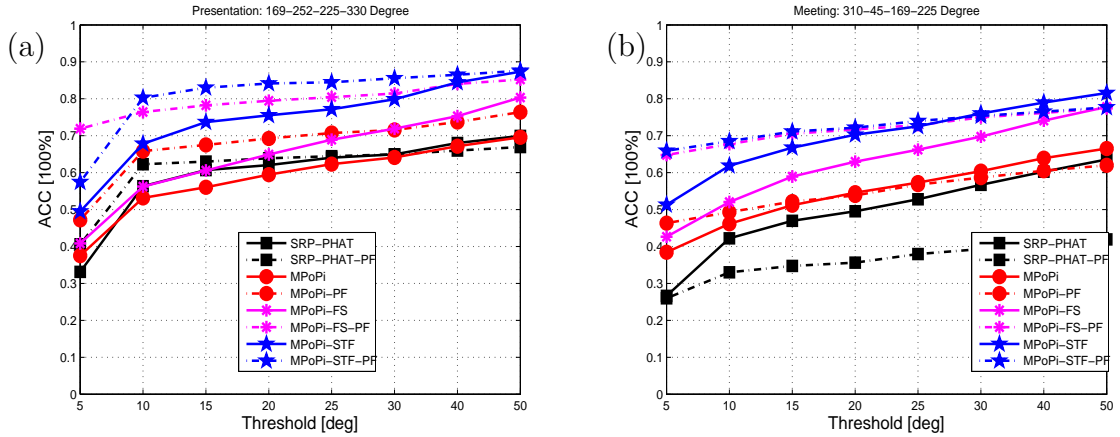 (a)
Presentation: 169−252−225−330 Degree
ACC [100%]
1
0.9
0.8
0.7
0.6
0.5
0.4
0.3
0.2
0.1
0
5 10 15 20 25 30 40 50
Threshold [deg]
SRP−PHAT
SRP−PHAT−PF
MPoPi
MPoPi−PF
MPoPi−FS
MPoPi−FS−PF
MPoPi−STF
MPoPi−STF−PF
(b)
Meeting: 310−45−169−225 Degree
ACC [100%]
1
0.9
0.8
0.7
0.6
0.5
0.4
0.3
0.2
0.1
0
5 10 15 20 25 30 40 50
Threshold [deg]
SRP−PHAT
SRP−PHAT−PF
MPoPi
MPoPi−PF
MPoPi−FS
MPoPi−FS−PF
MPoPi−STF
MPoPi−STF−PF